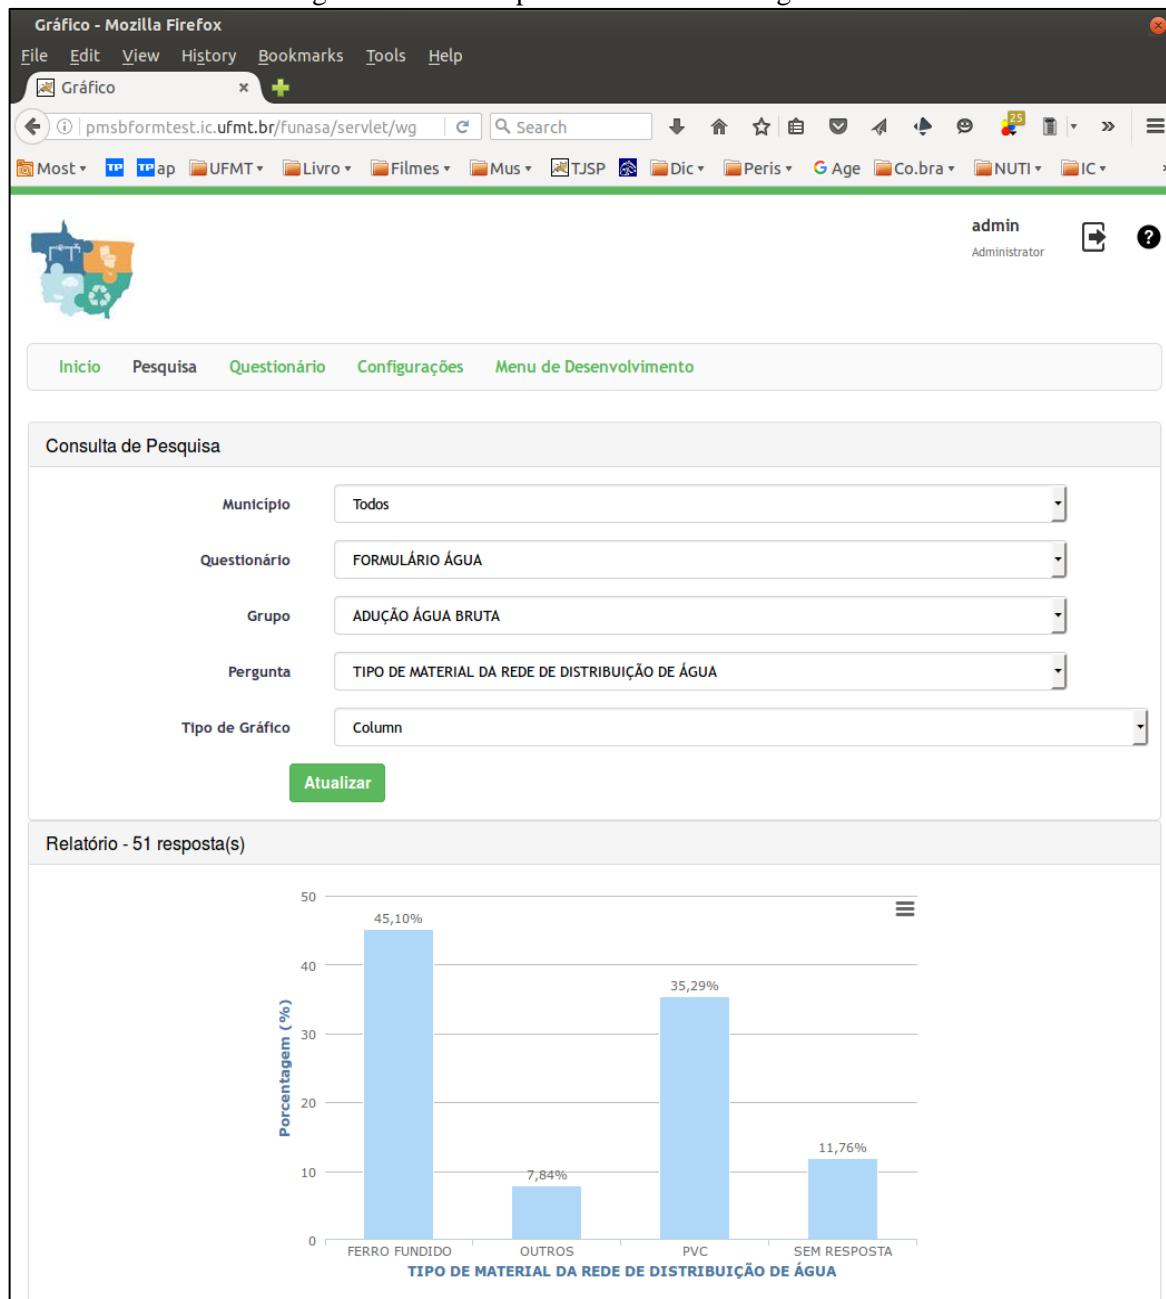 Gráfico - Mozilla Firefox
File Edit View History Bookmarks Tools Help
Gráfico
pmsbformtest.ic.ufmt.br/funasa/servlet/wg Search 25
Most TP TP ap UFMT Livro Filmes Mus TJSP Dic Peris G Age Co.bra NUTI IC
admin
Administrator
Inicio Pesquisa Questionário Configurações Menu de Desenvolvimento
Consulta de Pesquisa
Município Todos
Questionário FORMULÁRIO ÁGUA
Grupo ADUÇÃO ÁGUA BRUTA
Pergunta TIPO DE MATERIAL DA REDE DE DISTRIBUIÇÃO DE ÁGUA
Tipo de Gráfico Column
Atualizar
Relatório - 51 resposta(s)
50
45,10%
40
35,29%
30
Porcentagem (%)
20
11,76%
10
7,84%
0
FERRO FUNDIDO OUTROS PVC SEM RESPOSTA
TIPO DE MATERIAL DA REDE DE DISTRIBUIÇÃO DE ÁGUA